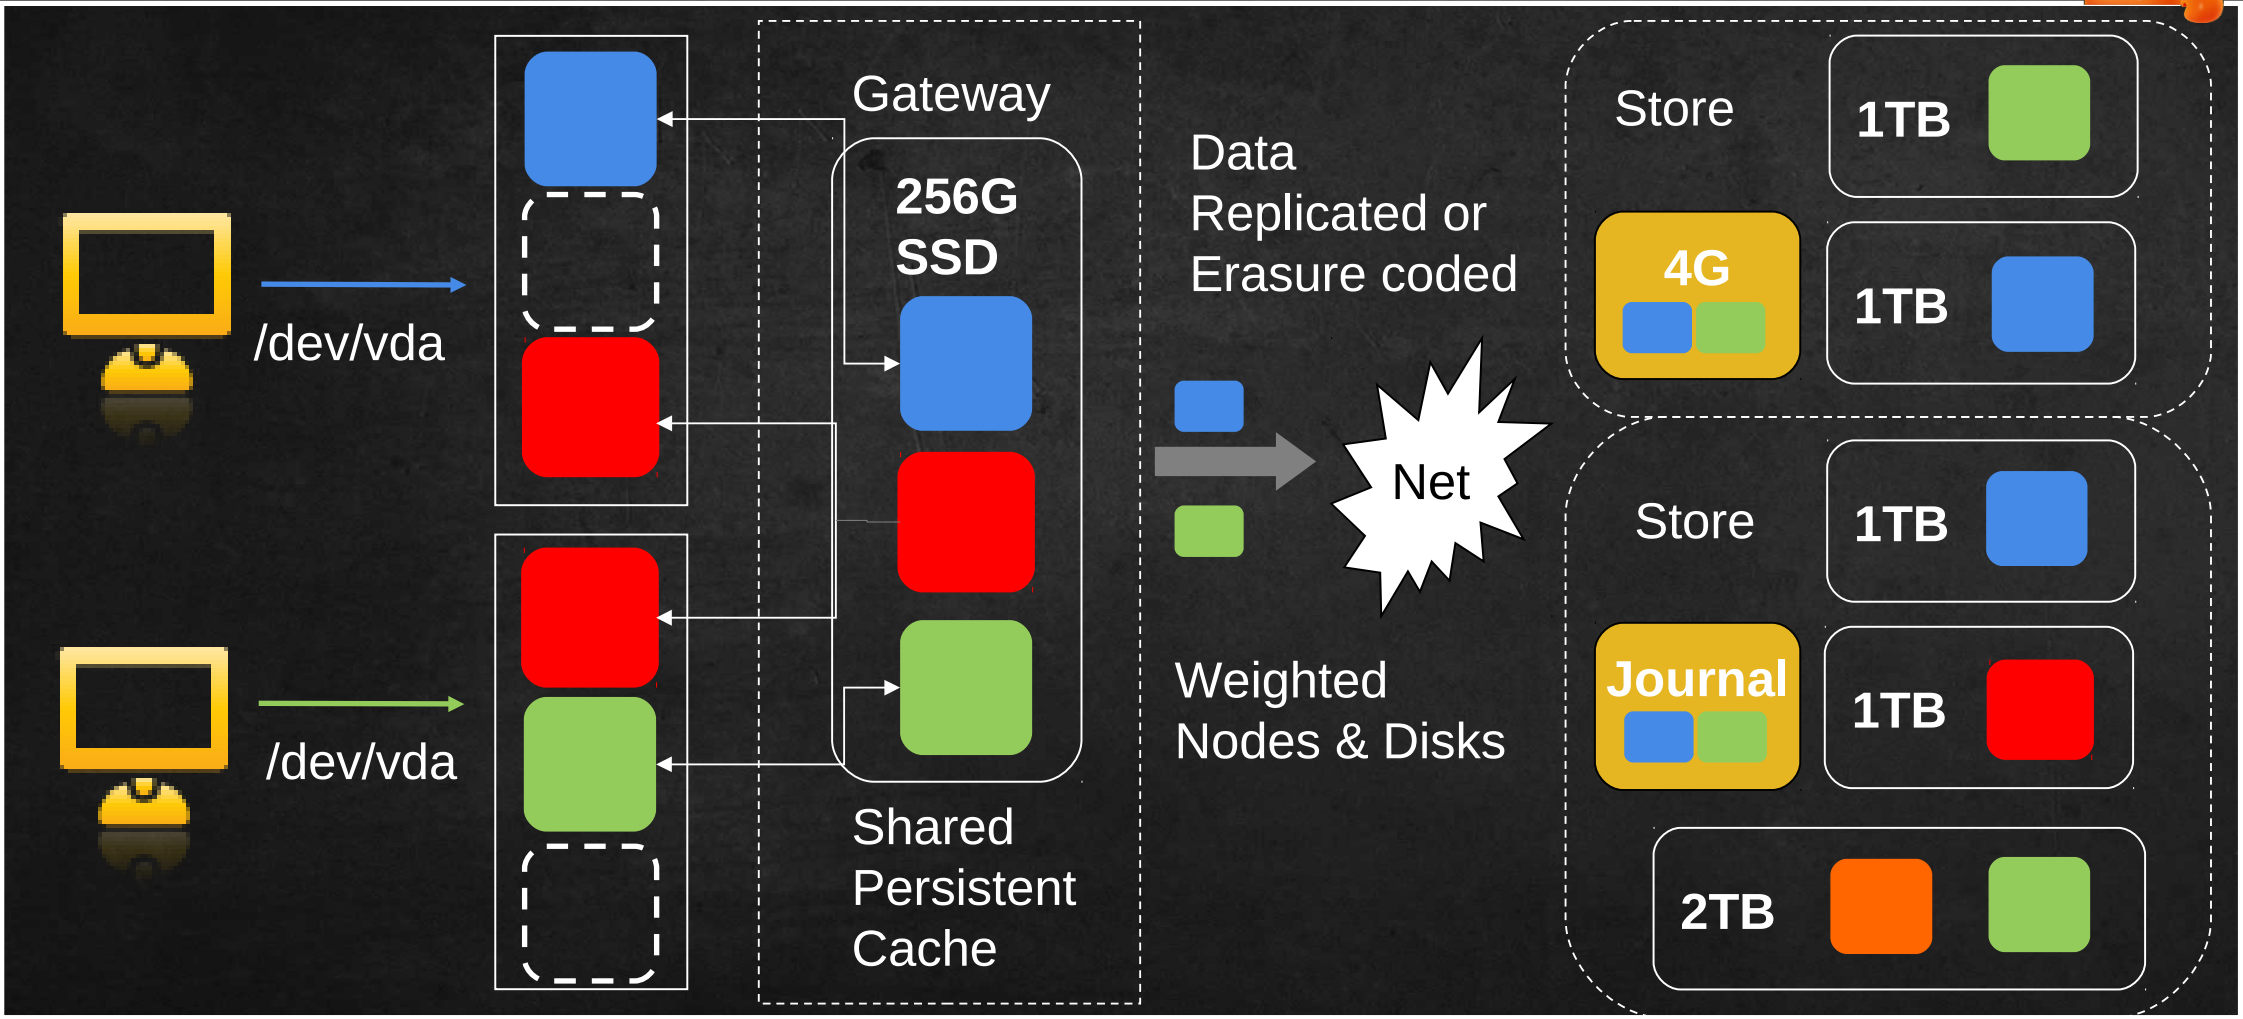 /dev/vda
/dev/vda
Gateway
256G
SSD
Shared
Persistent
Cache
Data
Replicated or
Erasure coded
Net
Weighted
Nodes & Disks
Store
1TB
4G
1TB
Store
1TB
Journal
1TB
2TB